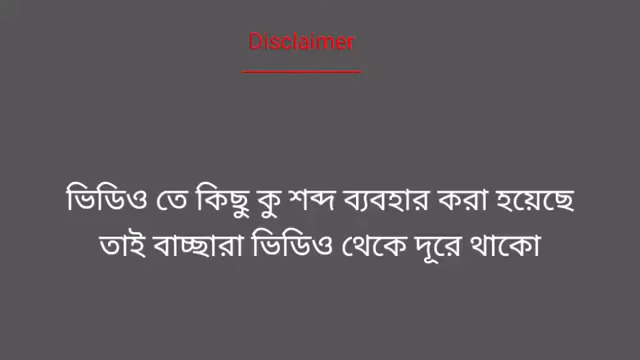 Disclaimer
ভিডিও তে কিছু কু শব্দ ব্যবহার করা হয়েছে
তাই বাচ্ছারা ভিডিও থেকে দূরে থাকো